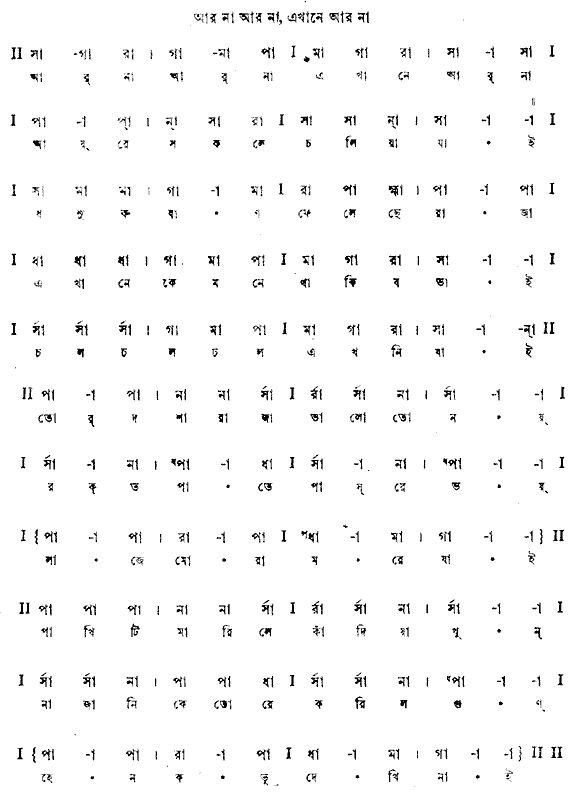 আর না আর না, এখানে আর না
II সা -গা রা । গা -মা পা I মা গা রা । সা -া সা I
আ র্ না আ র্ না এ খা নে আ র্ না
I পা -া প্া । ন্া সা রা I সা সা ন্া । সা -া -া I
আ য়্ রে স ক লে চ লি য়া যা • ই
I সা মা মা । গা -া মা I রা পা হ্মা । পা -া পা I
ধ নু ক বা • ণ ফে লে ছে রা • জা
I ধা ধা ধা । গা মা পা I মা গা রা । সা -া -া I
এ খা নে কে ম নে থা কি ব ভা • ই
I র্সা র্সা র্সা । গা মা পা I মা গা রা । সা -া -ন্া II
চ ল চ ল চ ল এ খ নি যা • ই
II পা -া পা । না না র্সা I র্রা র্সা না । র্সা -া -া I
তো র্ দ শা রা জা ভা লো তো ন • য়্
I র্সা -া না । ধপা -া ধা I র্সা -া না । ধপা -া -া I
র ক্ ত পা • তে পা স্ রে ভ • য়্
I {পা -া পা । রা -া পা I পধা -া মা । গা -া -া} II
লা • জে মো • রা ম • রে যা • ই
II পা পা পা । না না র্সা I র্রা র্সা না । র্সা -া -া I
পা খি টি মা রি লে কাঁ দি য়া খু • ন্
I র্সা র্সা না । পা পা ধা I র্সা র্সা না । ধপা -া -া I
না জা নি কে তো রে ক রি ল গু • ণ্
I {পা -া পা । রা -া পা I ধা -া মা । গা -া -া} II II
হে • ন ক • ভু দে • খি না • ই